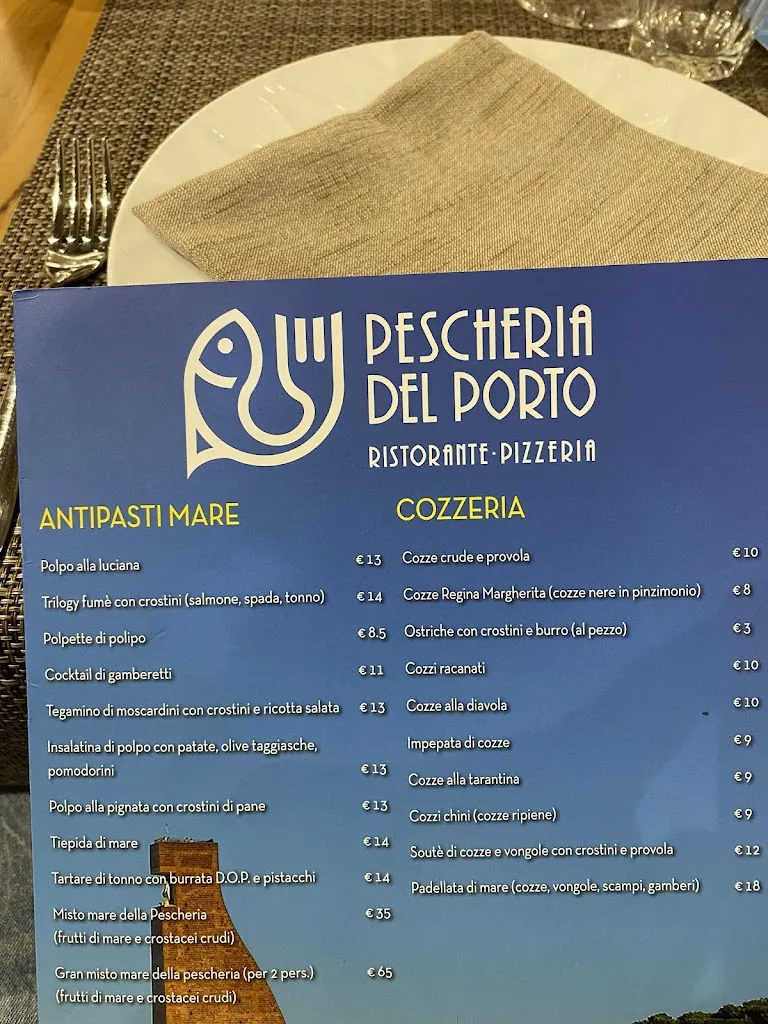 PESCHERIA
DEL PORTO
RISTORANTE·PIZZERIA
ANTIPASTI MARE
Polpo alla luciana € 13
Trilogy fumè con crostini (salmone, spada, tonno) € 14
Polpette di polipo € 8.5
Cocktail di gamberetti € 11
Tegamino di moscardini con crostini e ricotta salata € 13
Insalatina di polpo con patate, olive taggiasche,
pomodorini € 13
Polpo alla pignata con crostini di pane € 13
Tiepida di mare € 14
Tartare di tonno con burrata D.O.P. e pistacchi € 14
Misto mare della Pescheria € 35
(frutti di mare e crostacei crudi)
Gran misto mare della pescheria (per 2 pers.) € 65
(frutti di mare e crostacei crudi)
COZZERIA
Cozze crude e provola € 10
Cozze Regina Margherita (cozze nere in pinzimonio) € 8
Ostriche con crostini e burro (al pezzo) € 3
Cozzi racanati € 10
Cozze alla diavola € 10
Impepata di cozze € 9
Cozze alla tarantina € 9
Cozzi chini (cozze ripiene) € 9
Soutè di cozze e vongole con crostini e provola € 12
Padellata di mare (cozze, vongole, scampi, gamberi) € 18